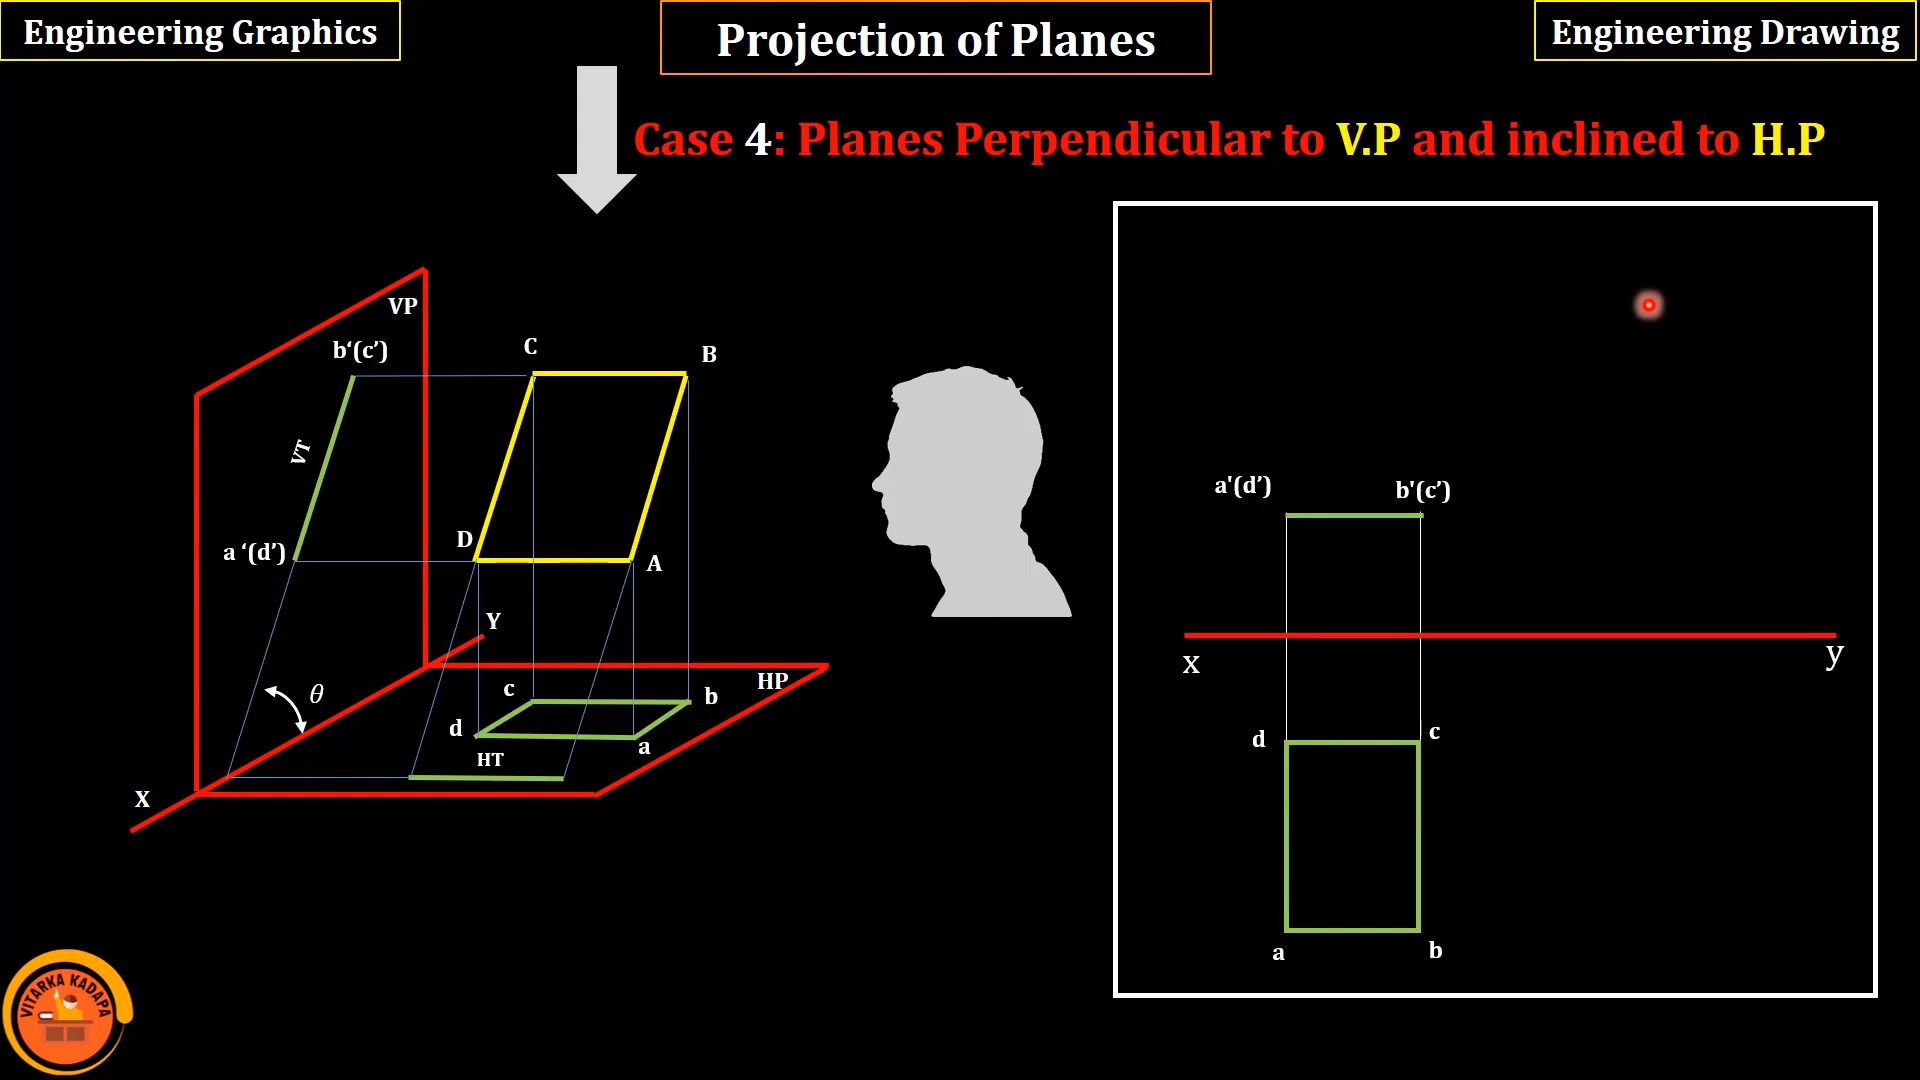 Engineering Graphics
Projection of Planes
Engineering Drawing
Case 4: Planes Perpendicular to V.P and inclined to H.P
VP
b‘(c’)
C
B
VT
a ‘(d’)
D
A
Y
θ
c
b
HP
d
a
HT
X
a'(d’)
b'(c’)
x
y
d
c
a
b
VITARKA KADAPA